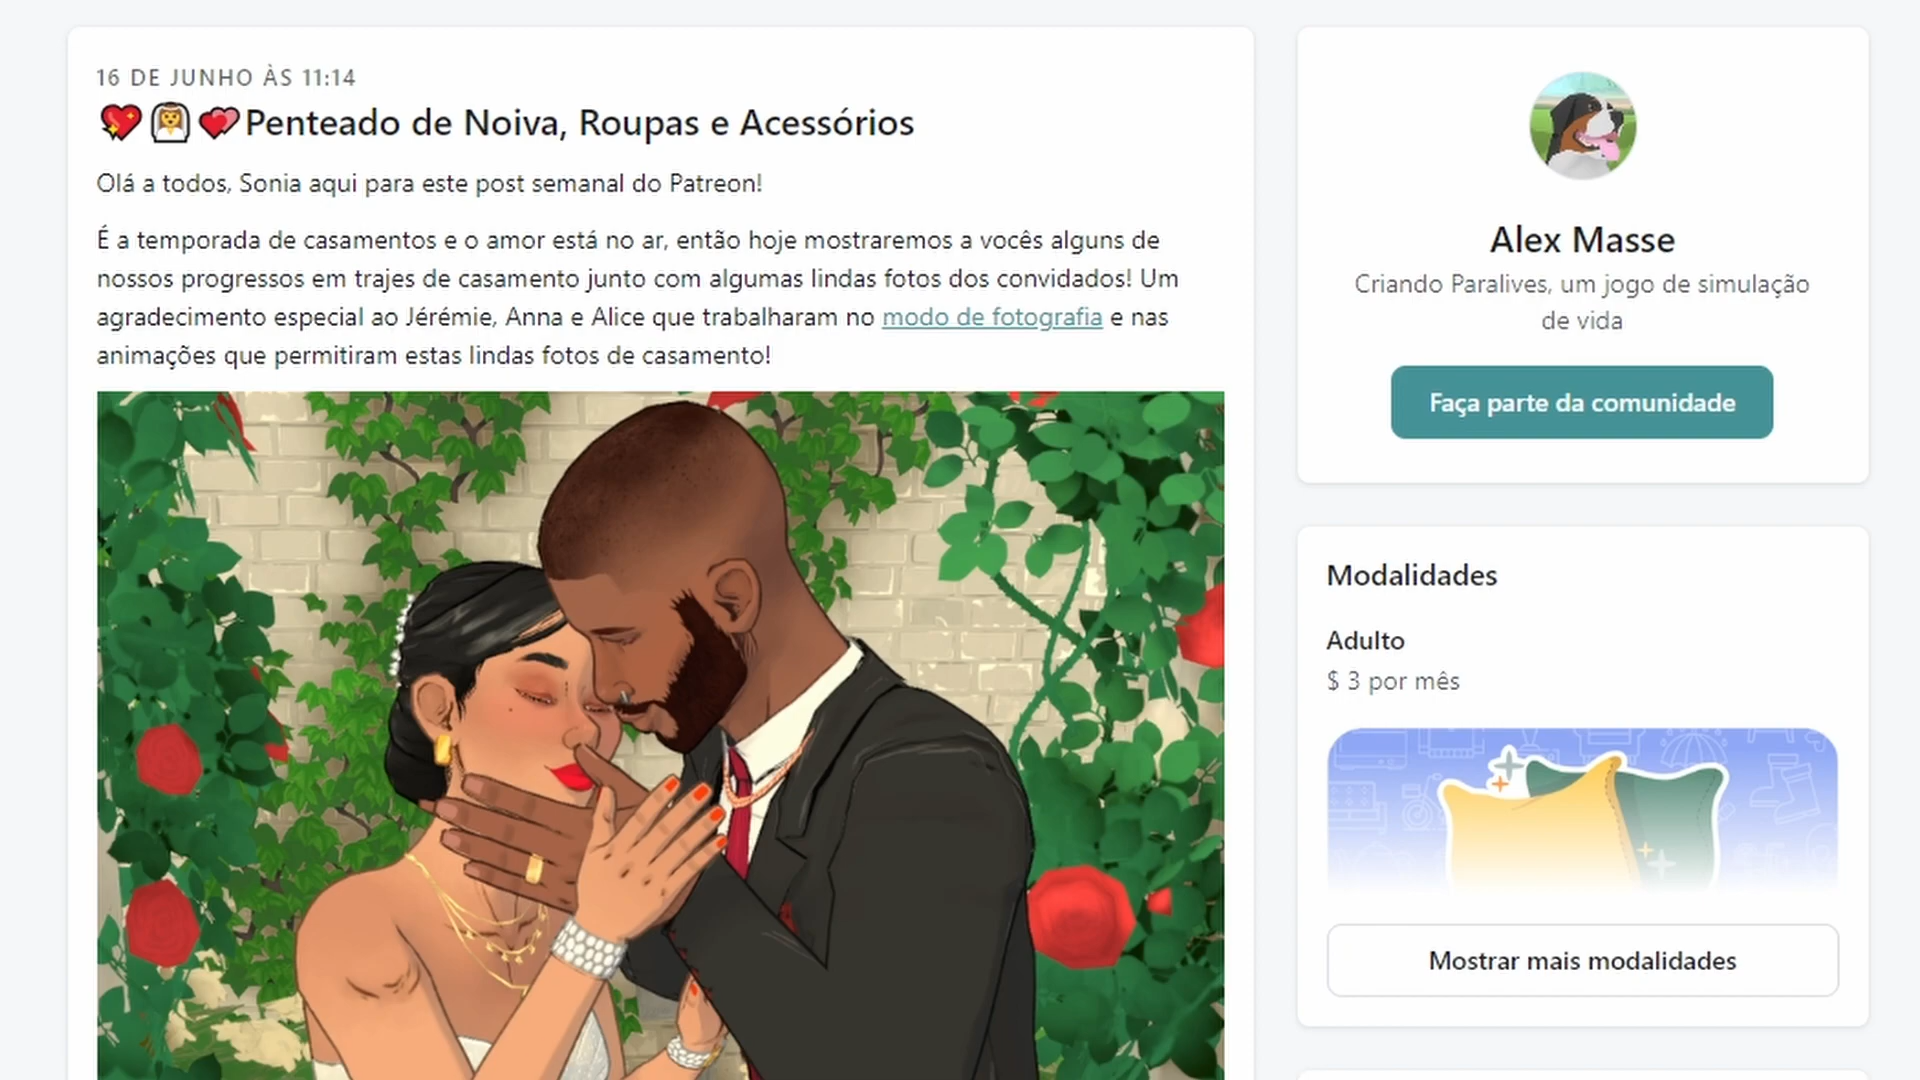 16 DE JUNHO ÀS 11:14
Penteado de Noiva, Roupas e Acessórios
Olá a todos, Sonia aqui para este post semanal do Patreon!
É a temporada de casamentos e o amor está no ar, então hoje mostraremos a vocês alguns de
nossos progressos em trajes de casamento junto com algumas lindas fotos dos convidados! Um
agradecimento especial ao Jérémie, Anna e Alice que trabalharam no modo de fotografia e nas
animações que permitiram estas lindas fotos de casamento!
Alex Masse
Criando Paralives, um jogo de simulação
de vida
Faça parte da comunidade
Modalidades
Adulto
$ 3 por mês
Mostrar mais modalidades